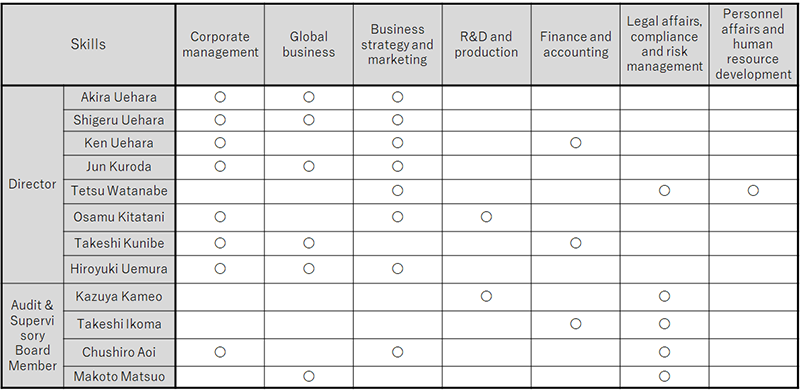 Skills
Corporate
management
Global
business
Business
strategy and
marketing
R&D and
production
Finance and
accounting
Legal affairs,
compliance
and risk
management
Personnel
affairs and
human
resource
development
Director
Akira Uehara ○ ○ ○
Shigeru Uehara ○ ○ ○
Ken Uehara ○ ○ ○
Jun Kuroda ○ ○ ○
Tetsu Watanabe ○ ○ ○
Osamu Kitatani ○ ○ ○
Takeshi Kunibe ○ ○ ○
Hiroyuki Uemura ○ ○ ○
Audit &
Supervi
sory
Board
Member
Kazuya Kameo ○ ○
Takeshi Ikoma ○ ○
Chushiro Aoi ○ ○ ○
Makoto Matsuo ○ ○